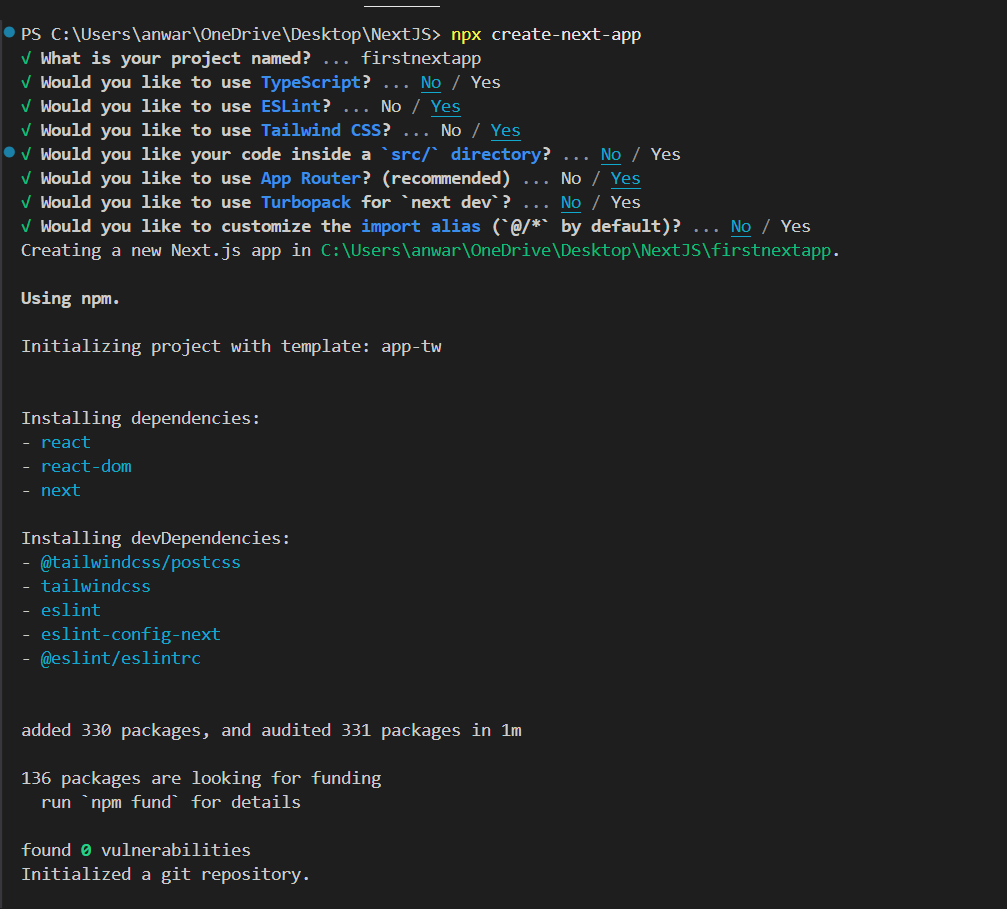 PS C:\Users\anwar\OneDrive\Desktop\NextJS> npx create-next-app
√ What is your project named? ... firstnextapp
√ Would you like to use TypeScript? ... No / Yes
√ Would you like to use ESLint? ... No / Yes
√ Would you like to use Tailwind CSS? ... No / Yes
√ Would you like your code inside a `src/` directory? ... No / Yes
√ Would you like to use App Router? (recommended) ... No / Yes
√ Would you like to use Turbopack for `next dev`? ... No / Yes
√ Would you like to customize the import alias (`@/*` by default)? ... No / Yes
Creating a new Next.js app in C:\Users\anwar\OneDrive\Desktop\NextJS\firstnextapp.
Using npm.
Initializing project with template: app-tw
Installing dependencies:
- react
- react-dom
- next
Installing devDependencies:
- @tailwindcss/postcss
- tailwindcss
- eslint
- eslint-config-next
- @eslint/eslintrc
added 330 packages, and audited 331 packages in 1m
136 packages are looking for funding
  run `npm fund` for details
found 0 vulnerabilities
Initialized a git repository.